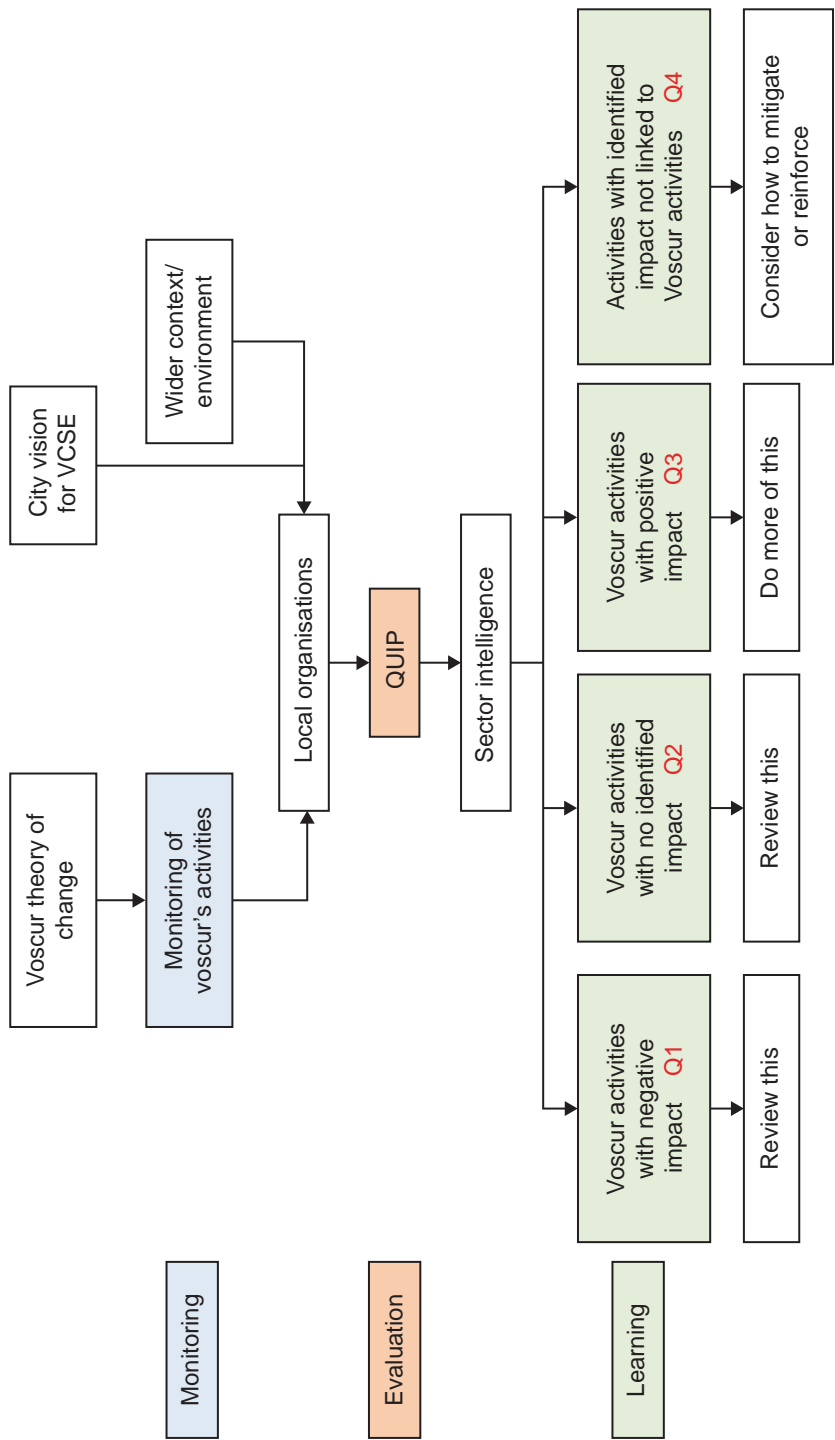 Voscur theory of
change
City vision
for VCSE
Monitoring
Monitoring of
voscur's activities
Wider context/
environment
Local organisations
Evaluation
QUIP
Sector intelligence
Learning
Voscur activities
with negative
impact Q1
Voscur activities
with no identified
impact Q2
Voscur activities
with positive
impact Q3
Activities with identified
impact not linked to
Voscur activities Q4
Review this
Review this
Do more of this
Consider how to mitigate
or reinforce